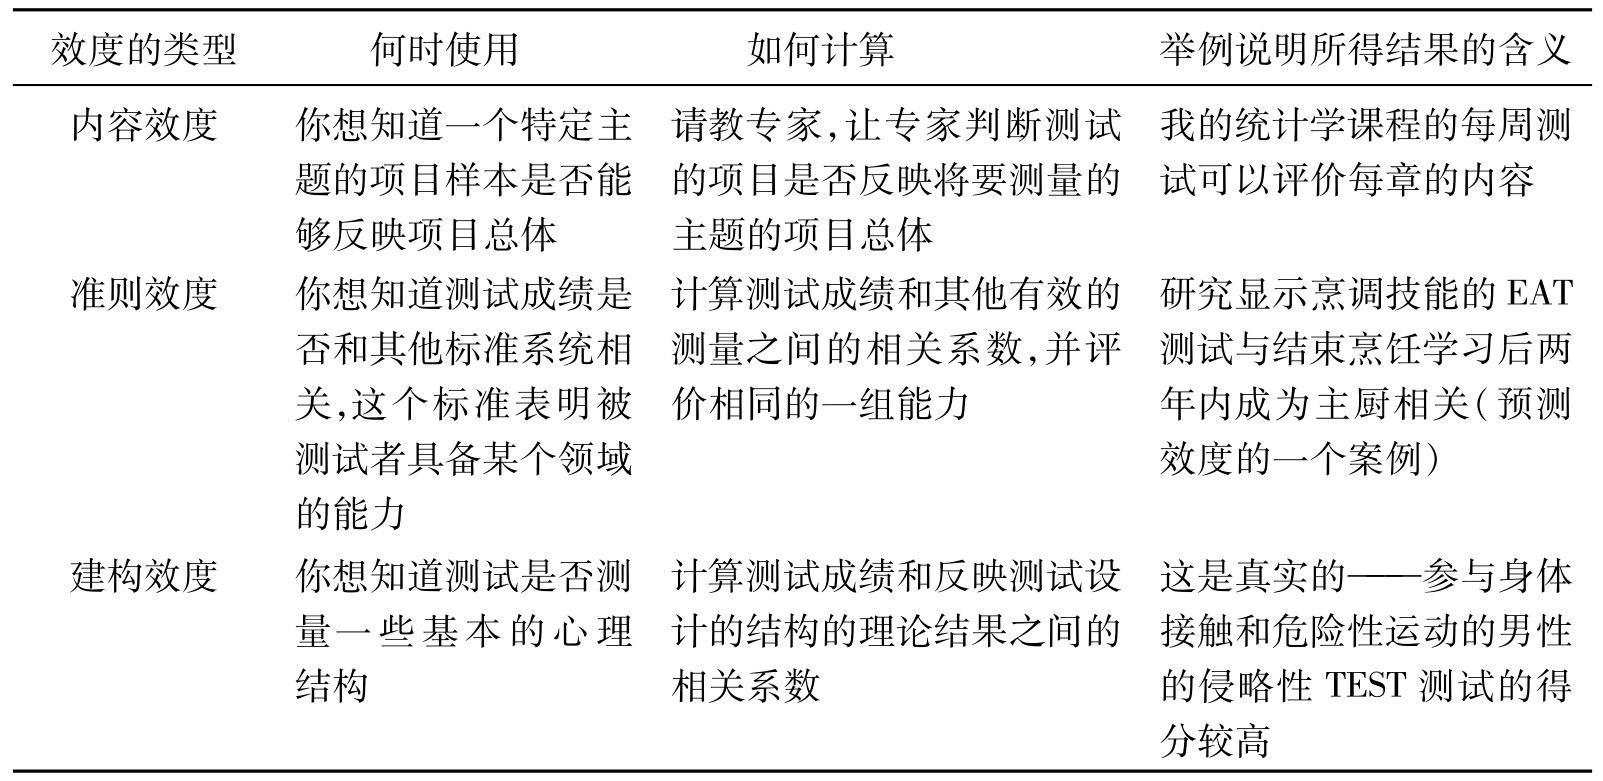 效度的类型 何时使用 如何计算 举例说明所得结果的含义
内容效度 你想知道一个特定主 请教专家,让专家判断测试 我的统计学课程的每周测
题的项目样本是否能 的项目是否反映将要测量的 试可以评价每章的内容
够反映项目总体 主题的项目总体
准则效度 你想知道测试成绩是 计算测试成绩和其他有效的 研究显示烹调技能的 EAT
否和其他标准系统相 测量之间的相关系数,并评 测试与结束烹饪学习后两
关,这个标准表明被 价相同的一组能力 年内成为主厨相关(预测
测试者具备某个领域 效度的一个案例)
的能力
建构效度 你想知道测试是否测 计算测试成绩和反映测试设 这是真实的——参与身体
量一些基本的心理 计的结构的理论结果之间的 接触和危险性运动的男性
结构 相关系数 的侵略性 TEST 测试的得
分较高